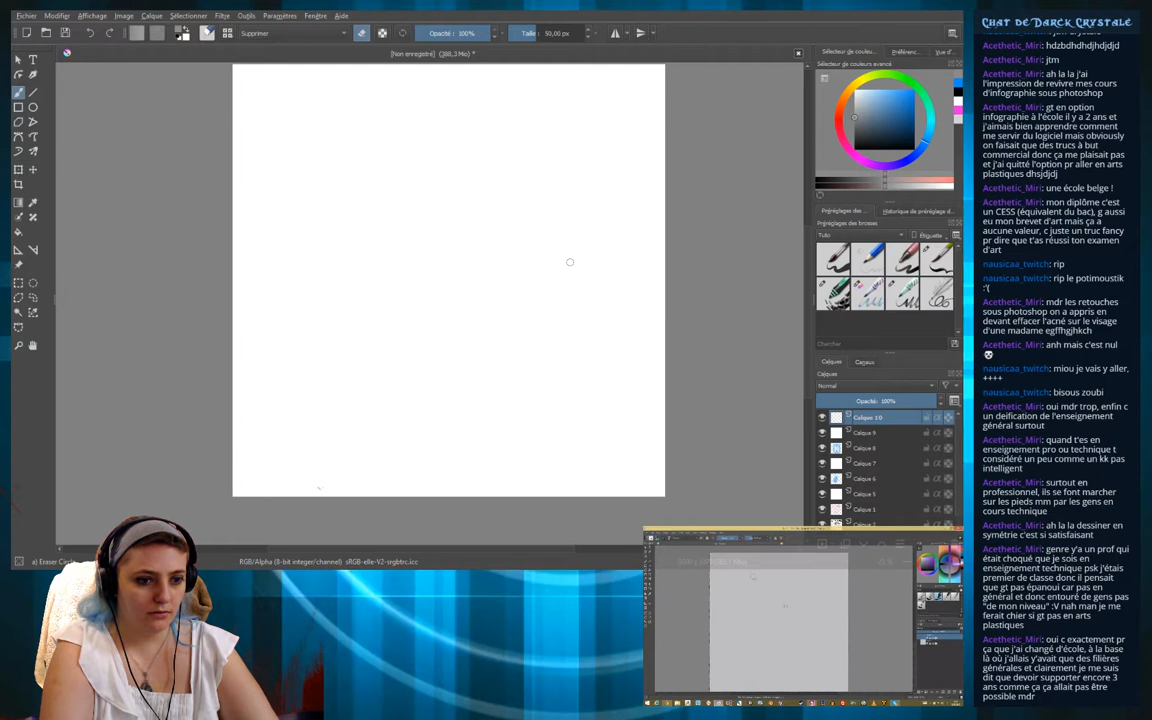 Fichier Modifier Affichage Image Calque Sélectionner Filtre Outils Paramètres Fenêtre Aide
Supprimer
Opacité : 100%
Taille : 50,00 px
[Non enregistré] (388,3 Mio) *
Sélecteur de couleu...
Préférenc...
Vue d'...
Sélecteur de couleurs avancé
Préréglages des ...
Historique de préréglage d...
Préréglages des brosses
Tuto
Étiquette
Chercher
Calques
Canaux
Calques
Normal
Opacité: 100%
Calque 10
Calque 9
Calque 8
Calque 7
Calque 6
Calque 5
Calque 1
a) Eraser Circle
RGB/Alpha (8-bit integer/channel) sRGB-elle-V2-srgbtrc.icc
Chat de Darck Crystale
Acethetic_Miri: hdzbdhdhdjhdjdjd
Acethetic_Miri: jtm
Acethetic_Miri: ah la la j'ai
l'impression de revivre mes cours
d'infographie sous photoshop
Acethetic_Miri: gt en option
infographie à l'école il y a 2 ans et
j'aimais bien apprendre comment
me servir du logiciel mais obviously
on faisait que des trucs à but
commercial donc ça me plaisait pas
et j'ai quitté l'option pr aller en arts
plastiques dhsjdjdj
Acethetic_Miri: une école belge !
Acethetic_Miri: mon diplôme c'est
un CESS (équivalent du bac), g aussi
eu mon brevet d'art mais ça a
aucune valeur, c juste un truc fancy
pr dire que t'as réussi ton examen
d'art
nausicaa_twitch: rip
nausicaa_twitch: rip le potimoustik
:'(
Acethetic_Miri: mdr les retouches
sous photoshop on a appris en
devant effacer l'acné sur le visage
d'une madame egffhgjhkch
Acethetic_Miri: anh mais c'est nul
nausicaa_twitch: miou je vais y aller,
++++
nausicaa_twitch: bisous zoubi
Acethetic_Miri: oui mdr trop, enfin c
un deification de l'enseignement
général surtout
Acethetic_Miri: quand t'es en
enseignement pro ou technique t
considéré un peu comme un kk pas
intelligent
Acethetic_Miri: surtout en
professionnel, ils se font marcher
sur les pieds mm par les gens en
cours technique
Acethetic_Miri: ah la la dessiner en
symétrie c'est si satisfaisant
Acethetic_Miri: genre y'a un prof qui
était choqué que je sois en
enseignement technique psk j'étais
premier de classe donc il pensait
que gt pas épanoui car pas en
général et donc entouré de gens pas
"de mon niveau" :V nah man je me
ferait chier si gt pas en arts
plastiques
Acethetic_Miri: oui c exactement pr
ça que j'ai changé d'école, à la base
là où j'allais y'avait que des filières
générales et clairement je me suis
dit que devoir supporter encore 3
ans comme ça ça allait pas être
possible mdr